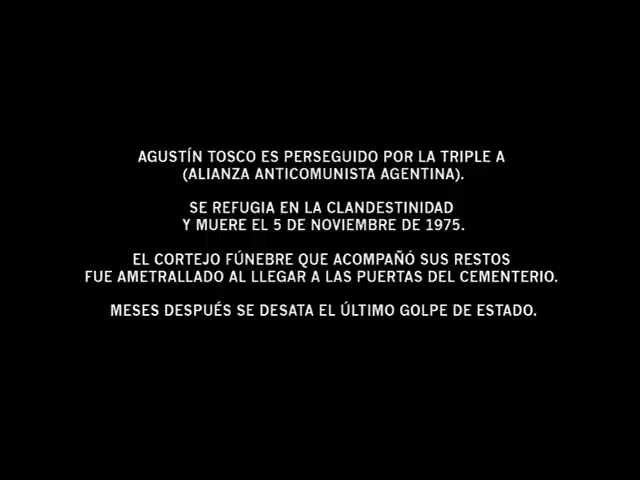 AGUSTÍN TOSCO ES PERSEGUIDO POR LA TRIPLE A
(ALIANZA ANTICOMUNISTA AGENTINA).
SE REFUGIA EN LA CLANDESTINIDAD
Y MUERE EL 5 DE NOVIEMBRE DE 1975.
EL CORTEJO FÚNEBRE QUE ACOMPAÑÓ SUS RESTOS
FUE AMETRALLADO AL LLEGAR A LAS PUERTAS DEL CEMENTERIO.
MESES DESPUÉS SE DESATA EL ÚLTIMO GOLPE DE ESTADO.